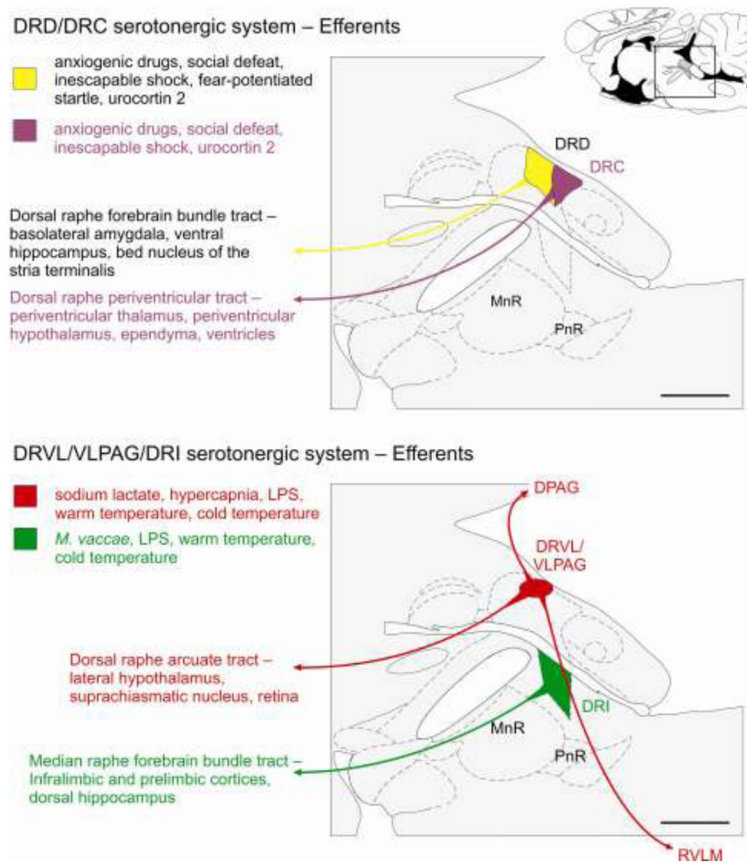 DRD/DRC serotonergic system – Efferents
anxiogenic drugs, social defeat,
inescapable shock, fear-potentiated
startle, urocortin 2
anxiogenic drugs, social defeat,
inescapable shock, urocortin 2
DRD
DRC
Dorsal raphe forebrain bundle tract –
basolateral amygdala, ventral
hippocampus, bed nucleus of the
stria terminalis
Dorsal raphe periventricular tract –
periventricular thalamus, periventricular
hypothalamus, ependyma, ventricles
MnR
PnR
DRVL/VLPAG/DRI serotonergic system – Efferents
sodium lactate, hypercapnia, LPS,
warm temperature, cold temperature
M. vaccae, LPS, warm temperature,
cold temperature
DPAG
DRVL/
VLPAG
Dorsal raphe arcuate tract –
lateral hypothalamus,
suprachiasmatic nucleus, retina
DRI
MnR
PnR
Median raphe forebrain bundle tract –
Infralimbic and prelimbic cortices,
dorsal hippocampus
RVLM